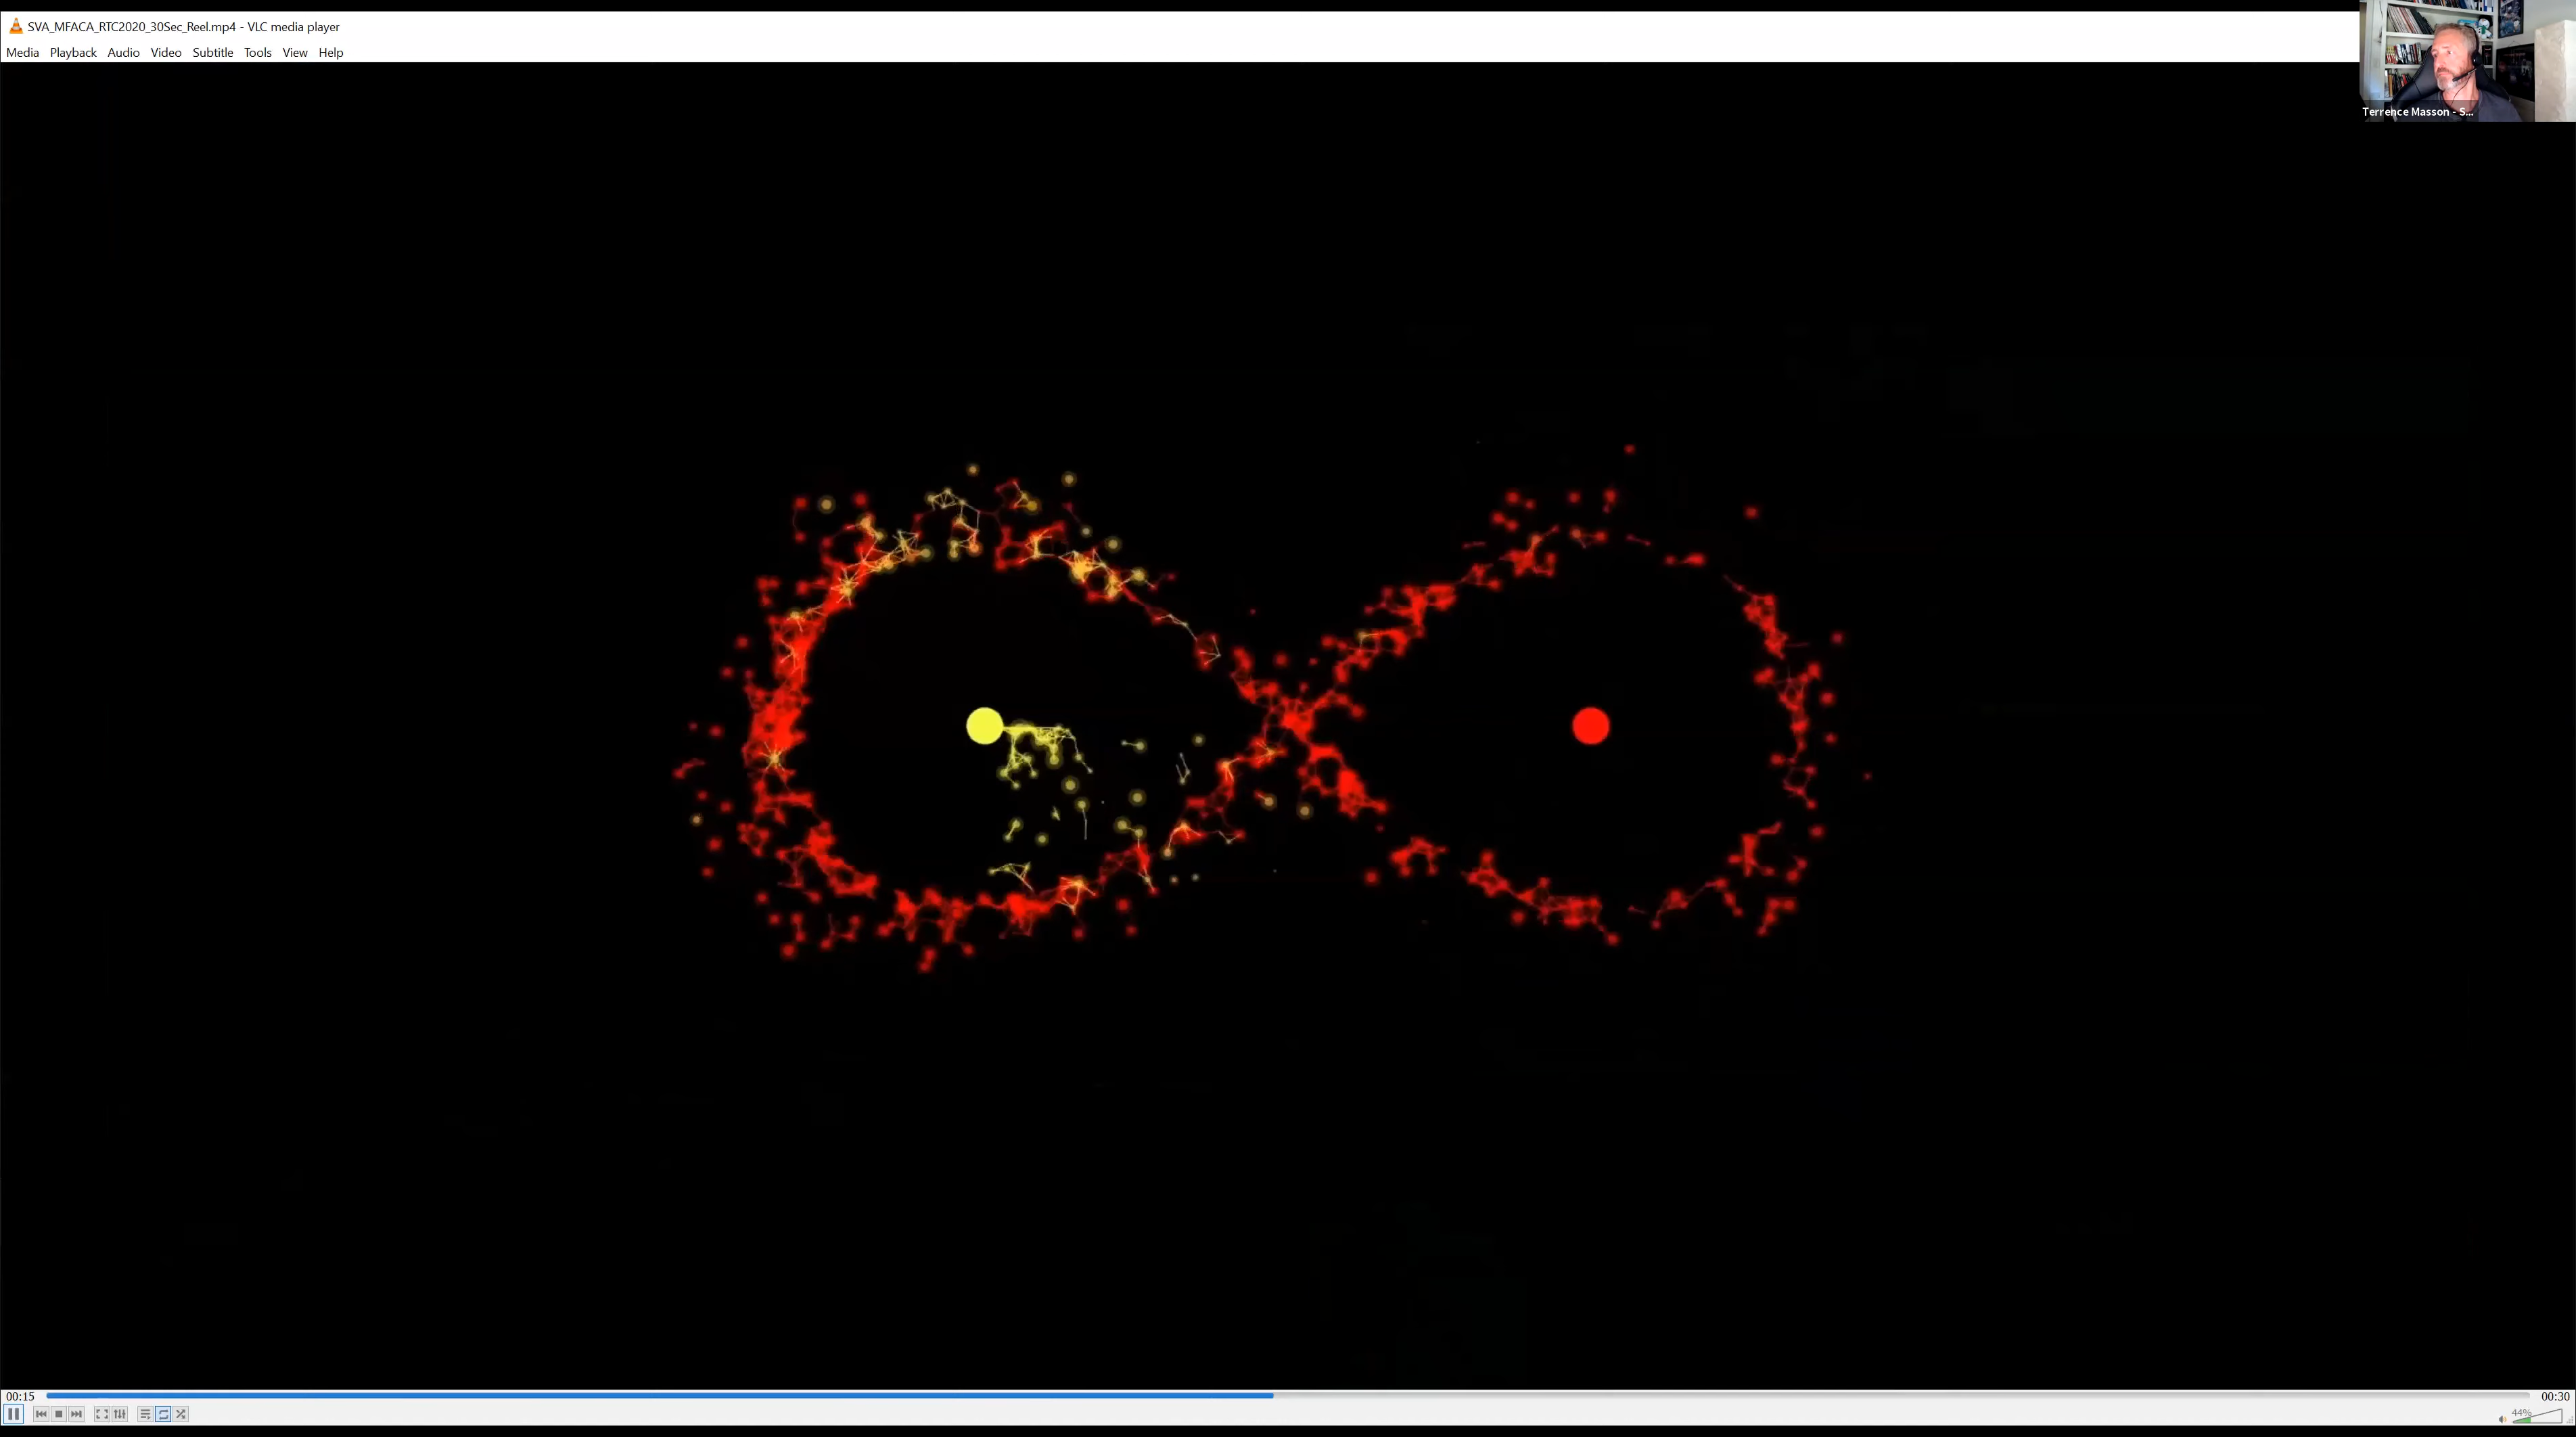 SVA_MFACA_RTC2020_30Sec_Reel.mp4 - VLC media player
Media Playback Audio Video Subtitle Tools View Help
Terrence Masson - S...
00:15
00:30
44%